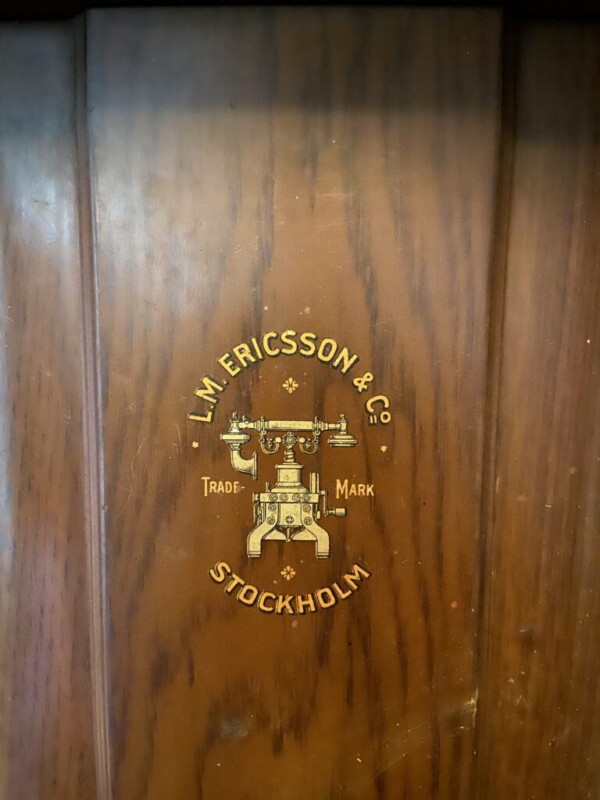 L.M. ERICSSON & Cº
TRADE- MARK
STOCKHOLM